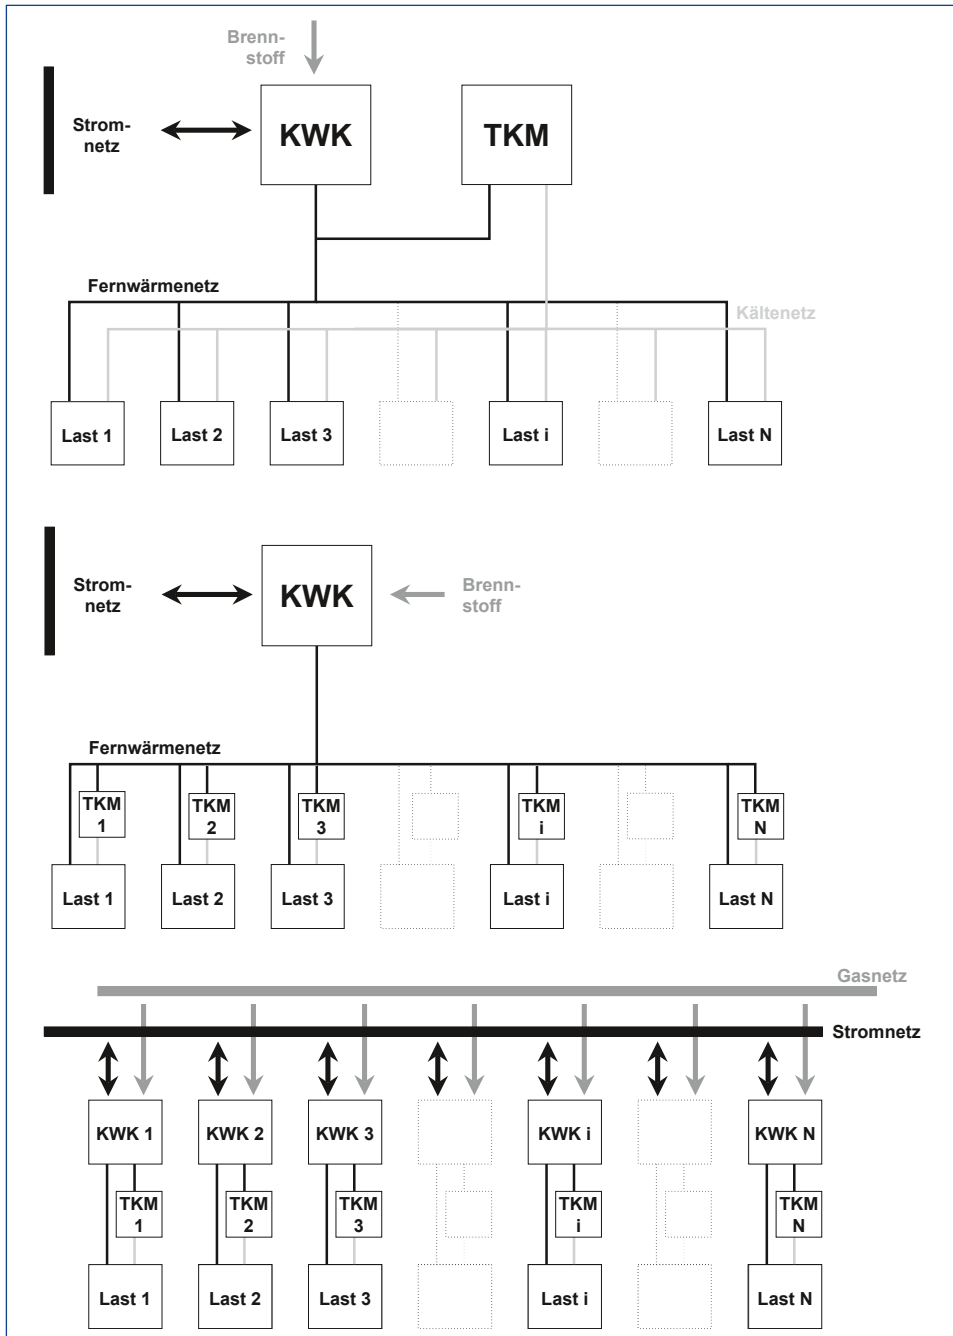 Brenn-
stoff
Strom-
netz
KWK
TKM
Fernwärmenetz
Kältenetz
Last 1
Last 2
Last 3
Last i
Last N
Strom-
netz
KWK
Brenn-
stoff
Fernwärmenetz
TKM
1
TKM
2
TKM
3
TKM
i
TKM
N
Last 1
Last 2
Last 3
Last i
Last N
Gasnetz
Stromnetz
KWK 1
KWK 2
KWK 3
KWK i
KWK N
TKM
1
TKM
2
TKM
3
TKM
i
TKM
N
Last 1
Last 2
Last 3
Last i
Last N